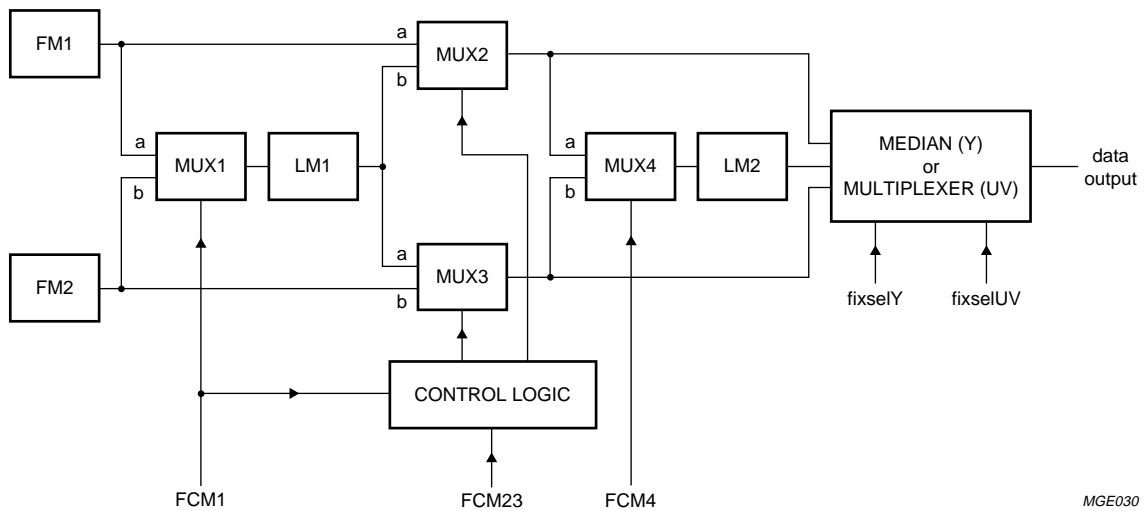 FM1
a
MUX2
b
a
MUX1
b
LM1
a
MUX4
b
LM2
MEDIAN (Y)
or
MULTIPLEXER (UV)
data
output
FM2
a
MUX3
b
fixselY
fixselUV
CONTROL LOGIC
FCM1
FCM23
FCM4
MGE030